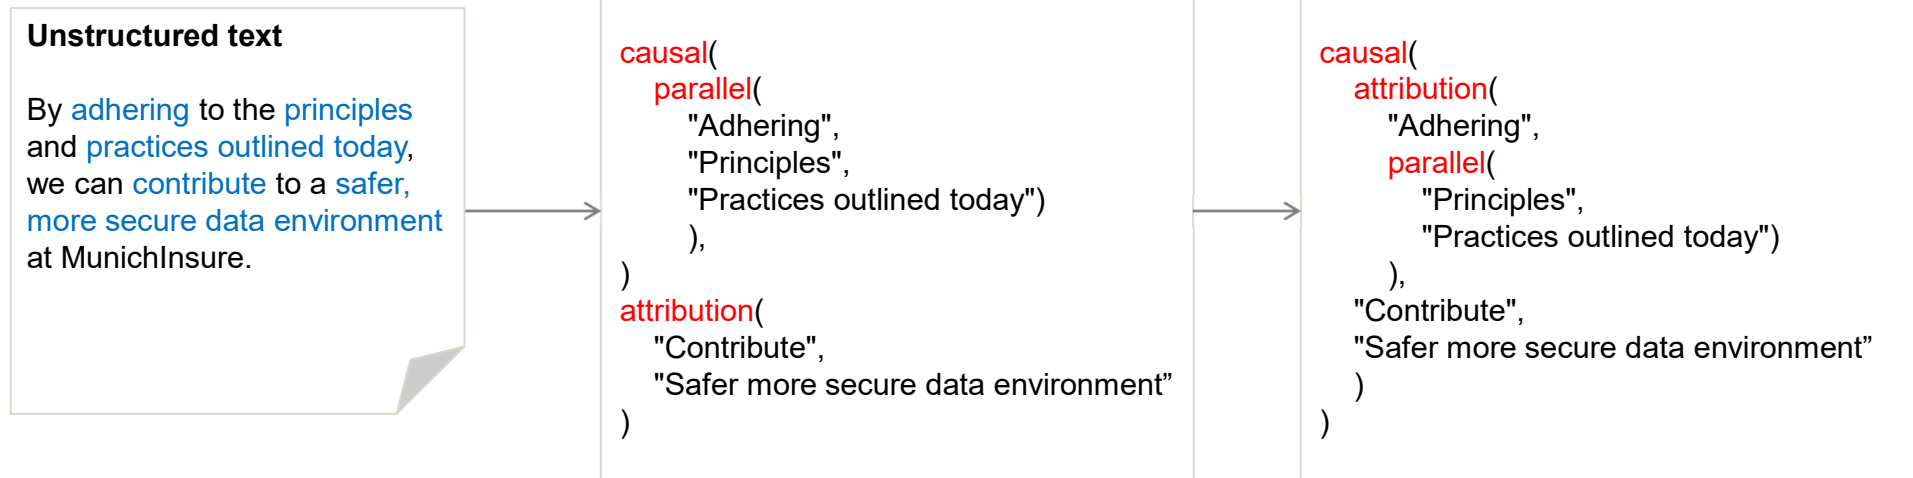 Unstructured text
By adhering to the principles
and practices outlined today,
we can contribute to a safer,
more secure data environment
at MunichInsure.
causal(
parallel(
"Adhering",
"Principles",
"Practices outlined today")
),
)
attribution(
"Contribute",
"Safer more secure data environment”
)
causal(
attribution(
"Adhering",
parallel(
"Principles",
"Practices outlined today")
),
"Contribute",
"Safer more secure data environment”
)
)